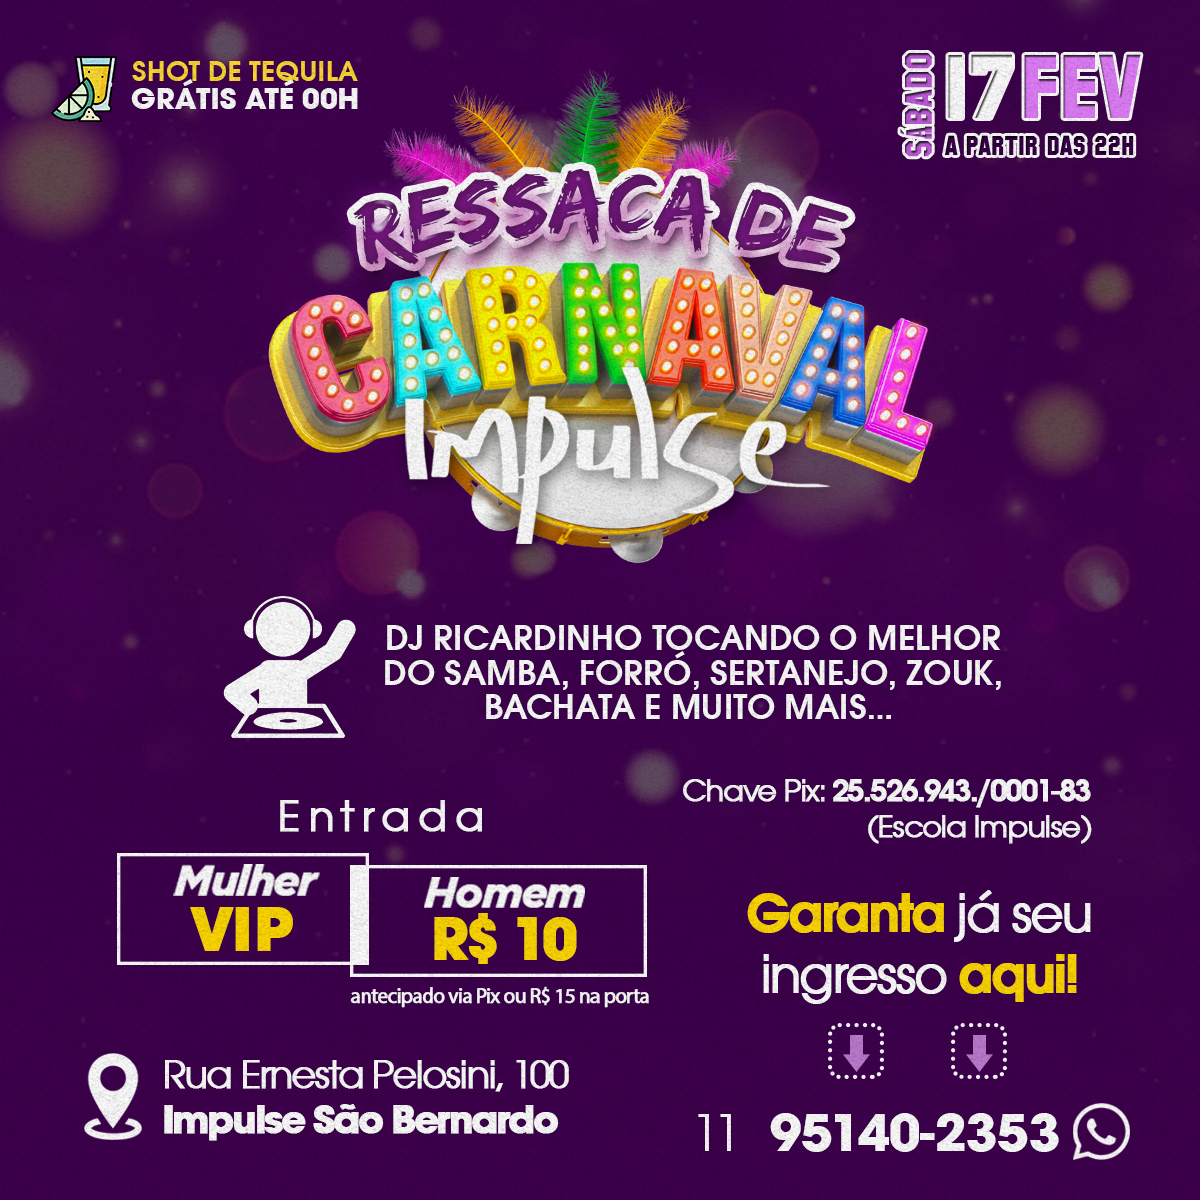 SHOT DE TEQUILA
GRÁTIS ATÉ 00H
SÁBADO
17 FEV
A PARTIR DAS 22H
RESSACA DE
CARNAVAL
Impulse
DJ RICARDINHO TOCANDO O MELHOR
DO SAMBA, FORRÓ, SERTANEJO, ZOUK,
BACHATA E MUITO MAIS...
Chave Pix: 25.526.943./0001-83
(Escola Impulse)
Entrada
Mulher
VIP
Homem
R$ 10
antecipado via Pix ou R$ 15 na porta
Garanta já seu
ingresso aqui!
Rua Ernesta Pelosini, 100
Impulse São Bernardo
11 95140-2353